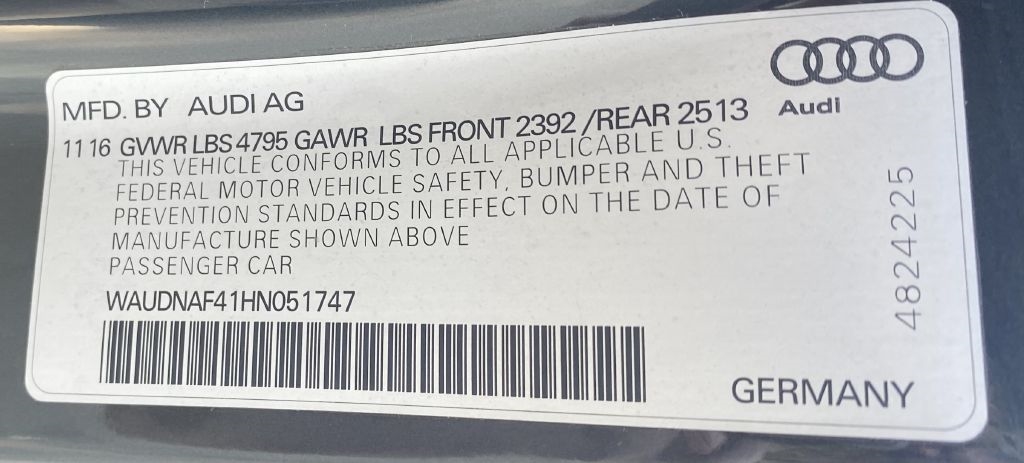 MFD. BY AUDI AG
Audi
11 16 GVWR LBS 4795 GAWR LBS FRONT 2392 /REAR 2513
THIS VEHICLE CONFORMS TO ALL APPLICABLE U.S.
FEDERAL MOTOR VEHICLE SAFETY, BUMPER AND THEFT
PREVENTION STANDARDS IN EFFECT ON THE DATE OF
MANUFACTURE SHOWN ABOVE
PASSENGER CAR
WAUDNAF41HN051747
4824225
GERMANY